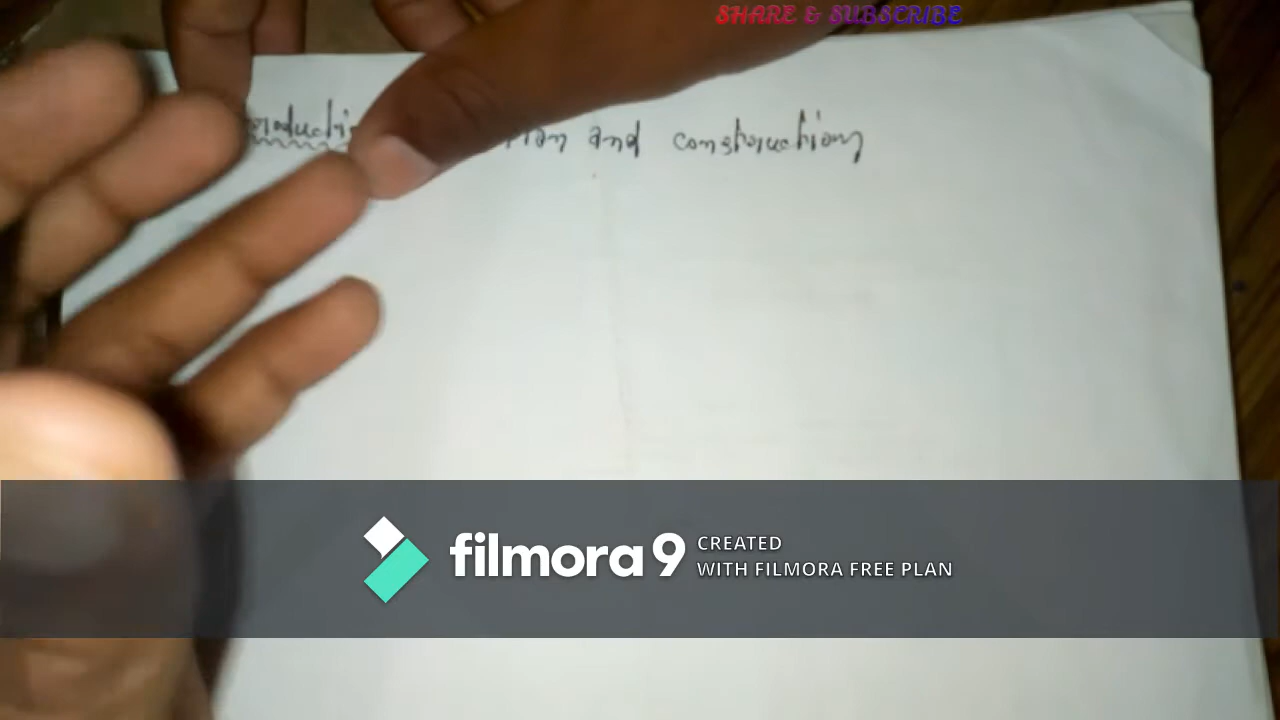 SHARE & SUBSCRIBE
and construction
filmora 9 CREATED
WITH FILMORA FREE PLAN